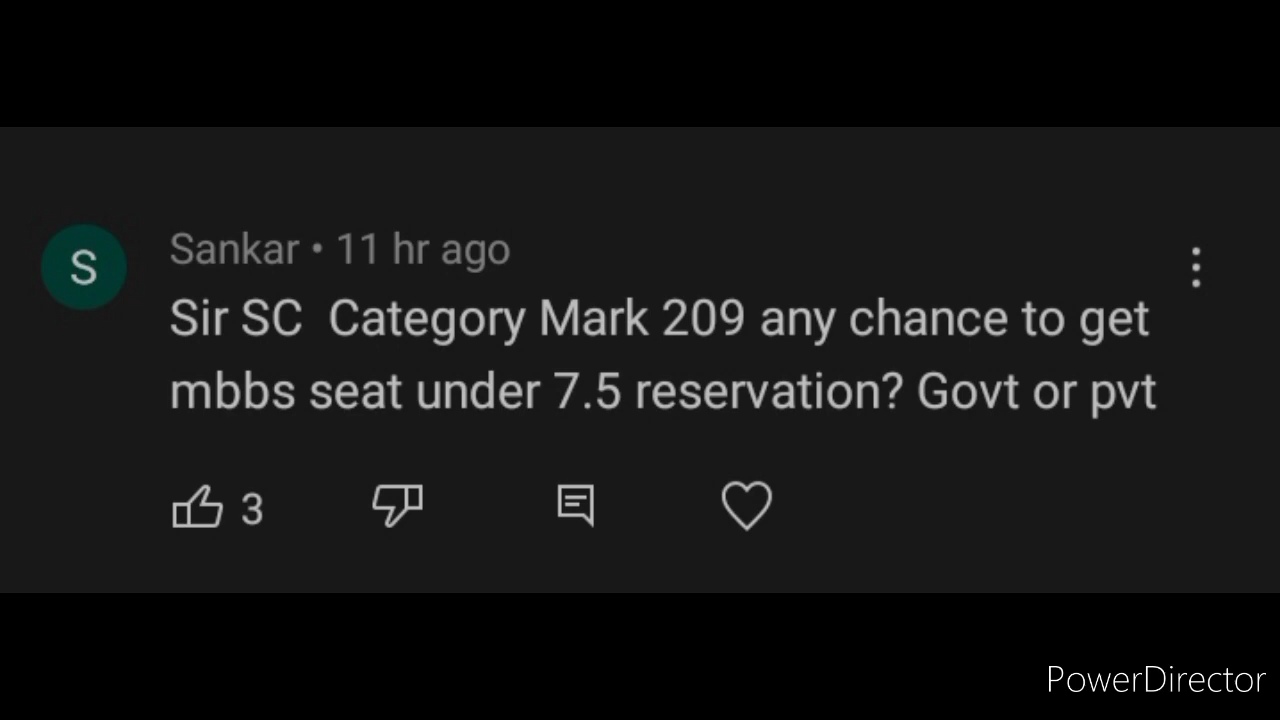 S
Sankar • 11 hr ago
Sir SC  Category Mark 209 any chance to get
mbbs seat under 7.5 reservation? Govt or pvt
3
PowerDirector